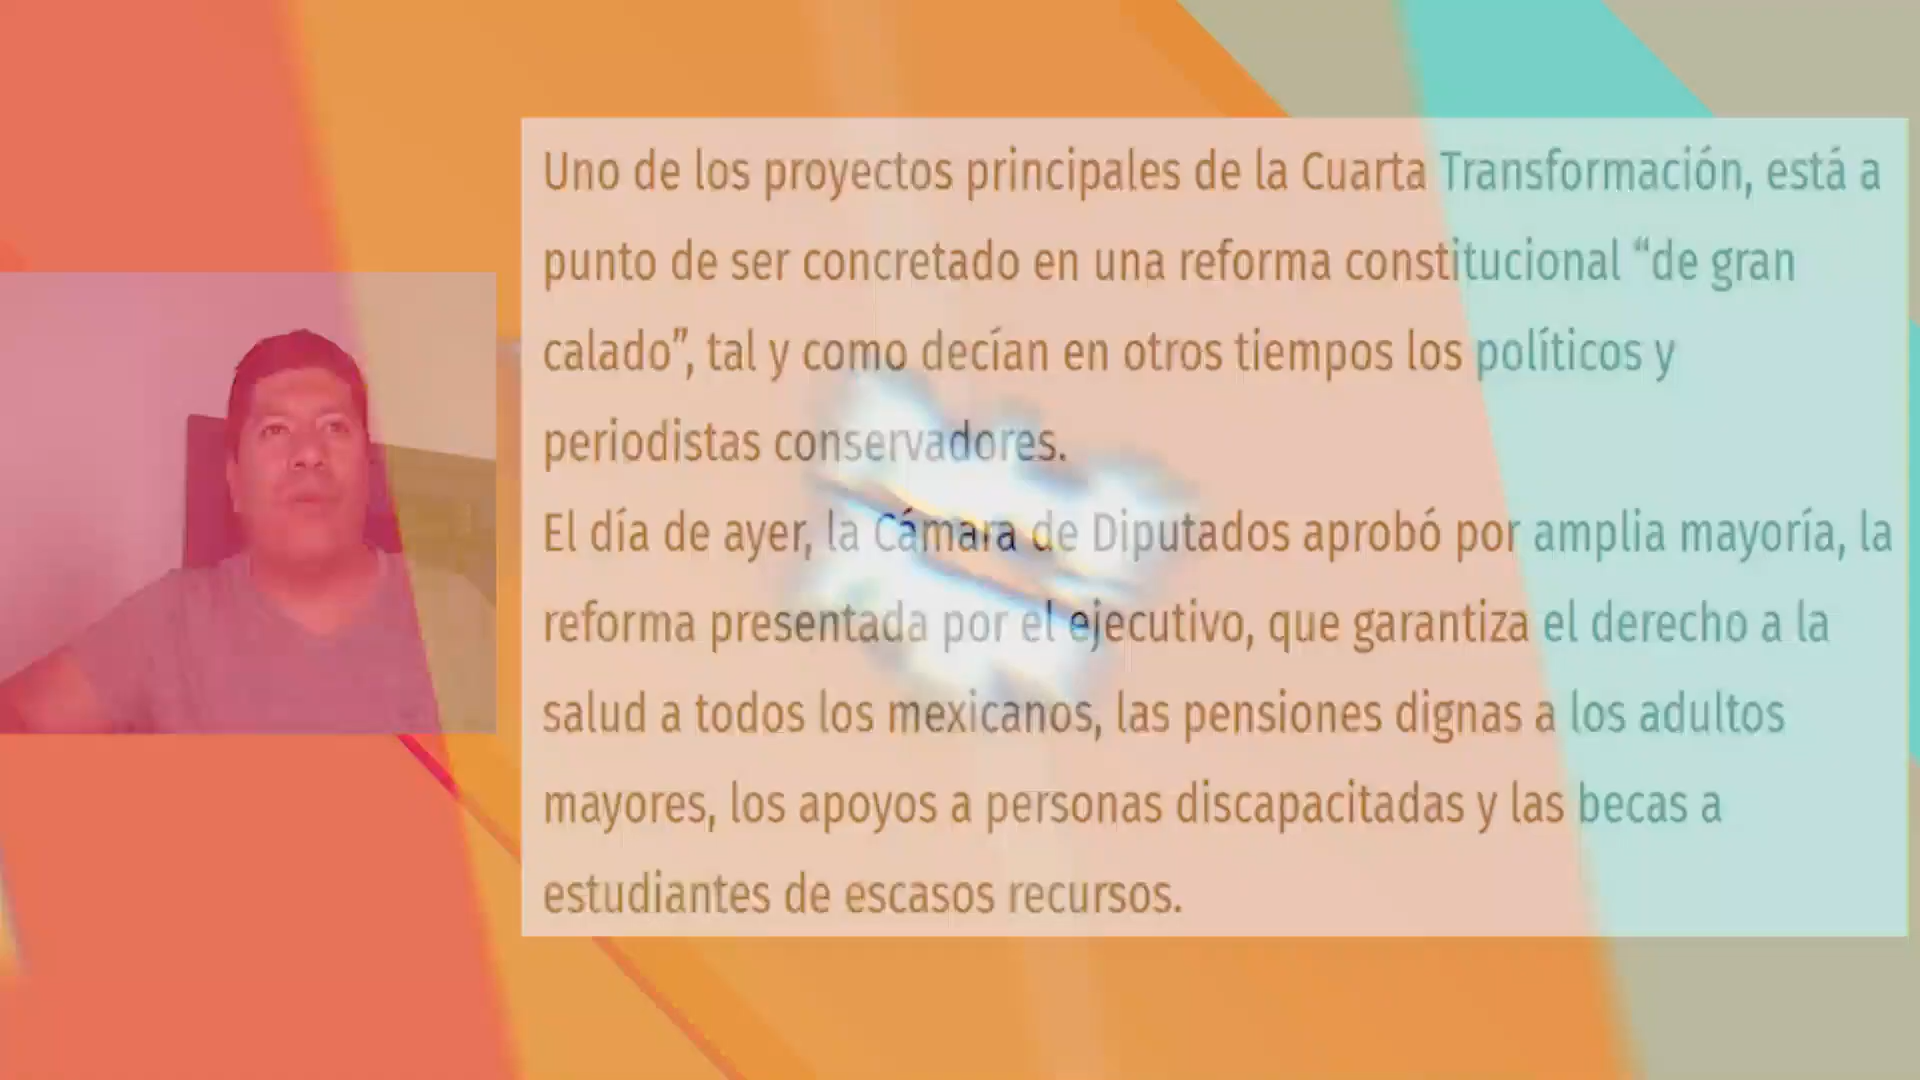 Uno de los proyectos principales de la Cuarta Transformación, está a
punto de ser concretado en una reforma constitucional “de gran
calado”, tal y como decían en otros tiempos los políticos y
periodistas conservadores.
El día de ayer, la Cámara de Diputados aprobó por amplia mayoría, la
reforma presentada por el ejecutivo, que garantiza el derecho a la
salud a todos los mexicanos, las pensiones dignas a los adultos
mayores, los apoyos a personas discapacitadas y las becas a
estudiantes de escasos recursos.